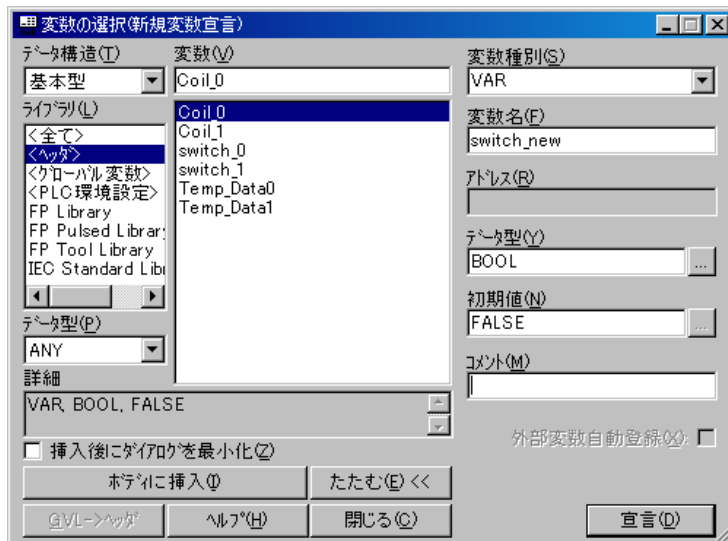 変数の選択(新規変数宣言)
データ構造(T)
基本型
ライブラリ(L)
<全て>
<ヘッダ>
<グローバル変数>
<PLC環境設定>
FP Library
FP Pulsed Librar
FP Tool Library
IEC Standard Lib
データ型(P)
ANY
変数(V)
Coil_0
Coil_0
Coil_1
switch_0
switch_1
Temp_Data0
Temp_Data1
変数種別(S)
VAR
変数名(F)
switch_new
アドレス(R)
データ型(Y)
BOOL
...
初期値(N)
FALSE
...
コメント(M)
詳細
VAR, BOOL, FALSE
挿入後にダイアログを最小化(Z)
外部変数自動登録(X):
ボディに挿入(I)
たたむ(E) <<
GVL->ヘッダ
ヘルプ(H)
閉じる(C)
宣言(D)